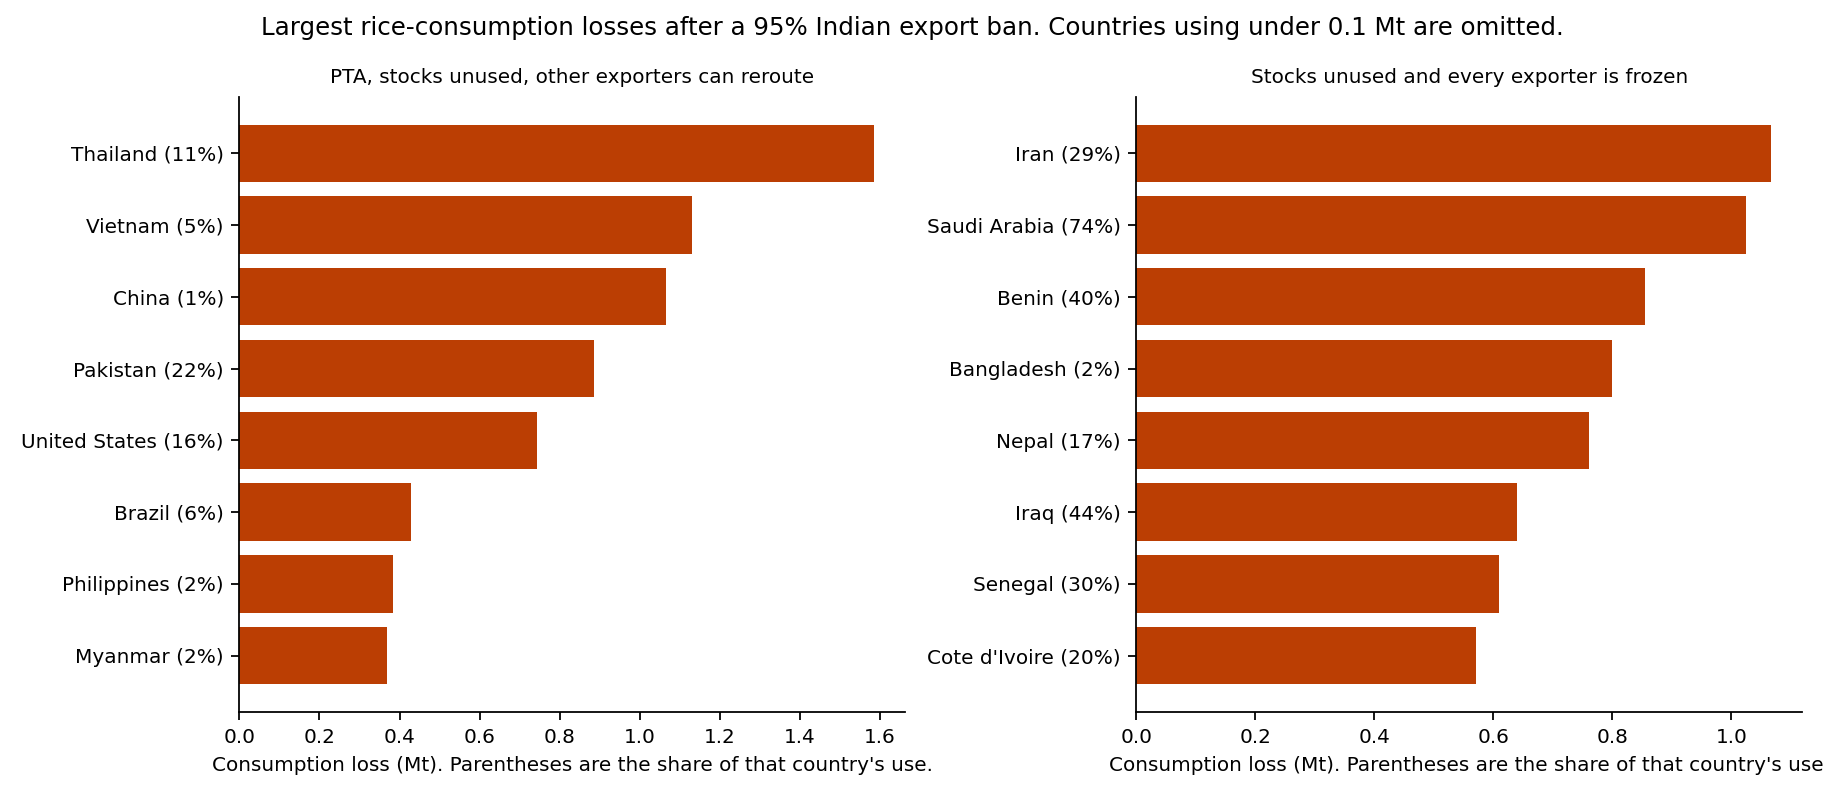 Largest rice-consumption losses after a 95% Indian export ban. Countries using under 0.1 Mt are omitted.
PTA, stocks unused, other exporters can reroute
Thailand (11%)
Vietnam (5%)
China (1%)
Pakistan (22%)
United States (16%)
Brazil (6%)
Philippines (2%)
Myanmar (2%)
0.0 0.2 0.4 0.6 0.8 1.0 1.2 1.4 1.6
Consumption loss (Mt). Parentheses are the share of that country's use.
Stocks unused and every exporter is frozen
Iran (29%)
Saudi Arabia (74%)
Benin (40%)
Bangladesh (2%)
Nepal (17%)
Iraq (44%)
Senegal (30%)
Cote d'Ivoire (20%)
0.0 0.2 0.4 0.6 0.8 1.0
Consumption loss (Mt). Parentheses are the share of that country's use